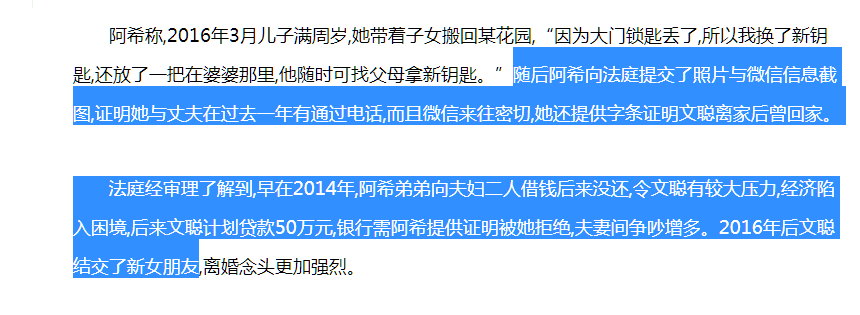 阿希称,2016年3月儿子满周岁,她带着子女搬回某花园,“因为大门锁匙丢了,所以我换了新钥
匙,还放了一把在婆婆那里,他随时可找父母拿新钥匙。”随后阿希向法庭提交了照片与微信信息截
图,证明她与丈夫在过去一年有通过电话,而且微信来往密切,她还提供字条证明文聪离家后曾回家。
法庭经审理了解到,早在2014年,阿希弟弟向夫妇二人借钱后来没还,令文聪有较大压力,经济陷
入困境,后来文聪计划贷款50万元,银行需阿希提供证明被她拒绝,夫妻间争吵增多。2016年后文聪
结交了新女朋友,离婚念头更加强烈。